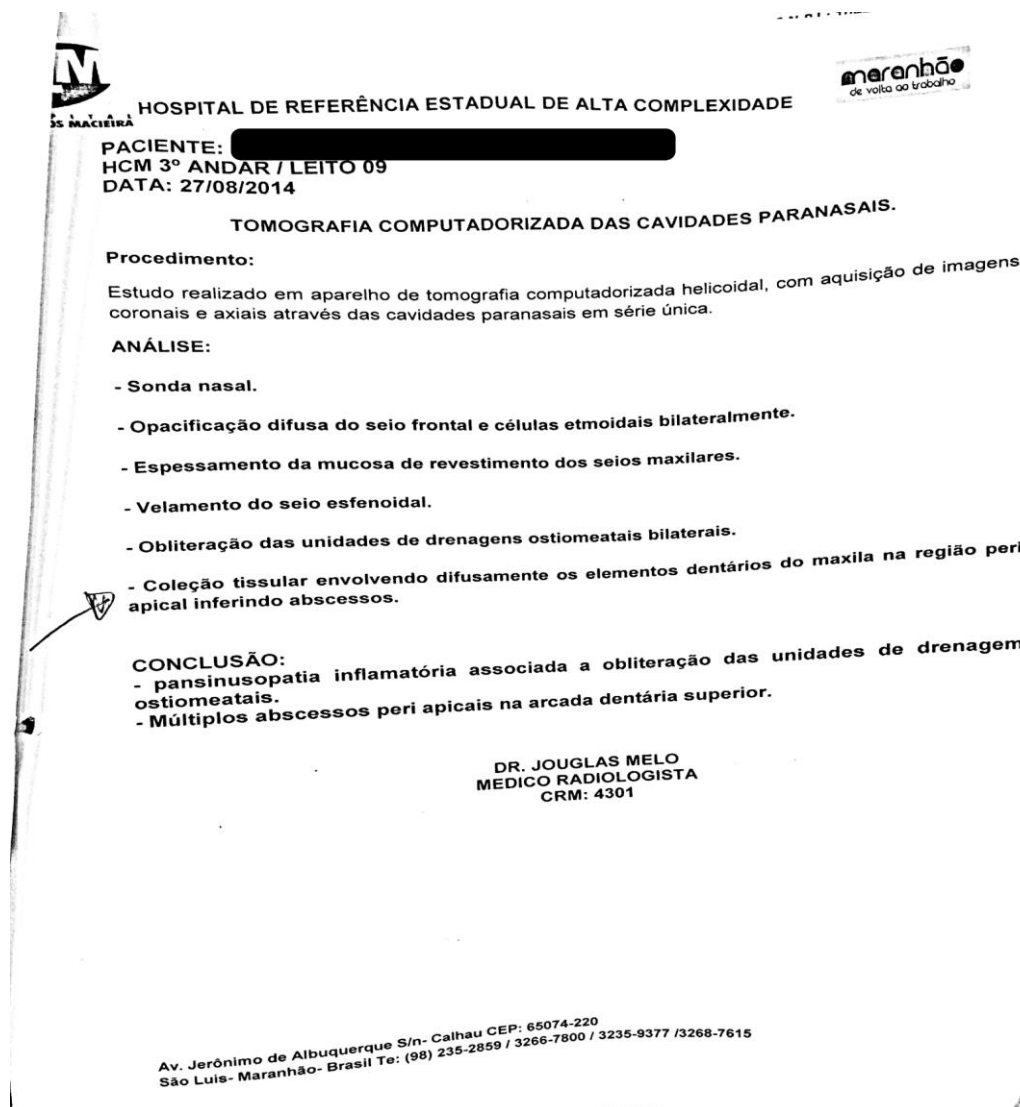 maranhão
de volta ao trabalho
M
OS MACIEIRA
HOSPITAL DE REFERÊNCIA ESTADUAL DE ALTA COMPLEXIDADE
PACIENTE:
HCM 3º ANDAR / LEITO 09
DATA: 27/08/2014
TOMOGRAFIA COMPUTADORIZADA DAS CAVIDADES PARANASAIS.
Procedimento:
Estudo realizado em aparelho de tomografia computadorizada helicoidal, com aquisição de imagens
coronais e axiais através das cavidades paranasais em série única.
ANÁLISE:
- Sonda nasal.
- Opacificação difusa do seio frontal e células etmoidais bilateralmente.
- Espessamento da mucosa de revestimento dos seios maxilares.
- Velamento do seio esfenoidal.
- Obliteração das unidades de drenagens ostiomeatais bilaterais.
- Coleção tissular envolvendo difusamente os elementos dentários do maxila na região peri
apical inferindo abscessos.
CONCLUSÃO:
- pansinusopatia inflamatória associada a obliteração das unidades de drenagem
ostiomeatais.
- Múltiplos abscessos peri apicais na arcada dentária superior.
DR. JOUGLAS MELO
MEDICO RADIOLOGISTA
CRM: 4301
Av. Jerônimo de Albuquerque S/n- Calhau CEP: 65074-220
São Luis- Maranhão- Brasil Te: (98) 235-2859 / 3266-7800 / 3235-9377 /3268-7615